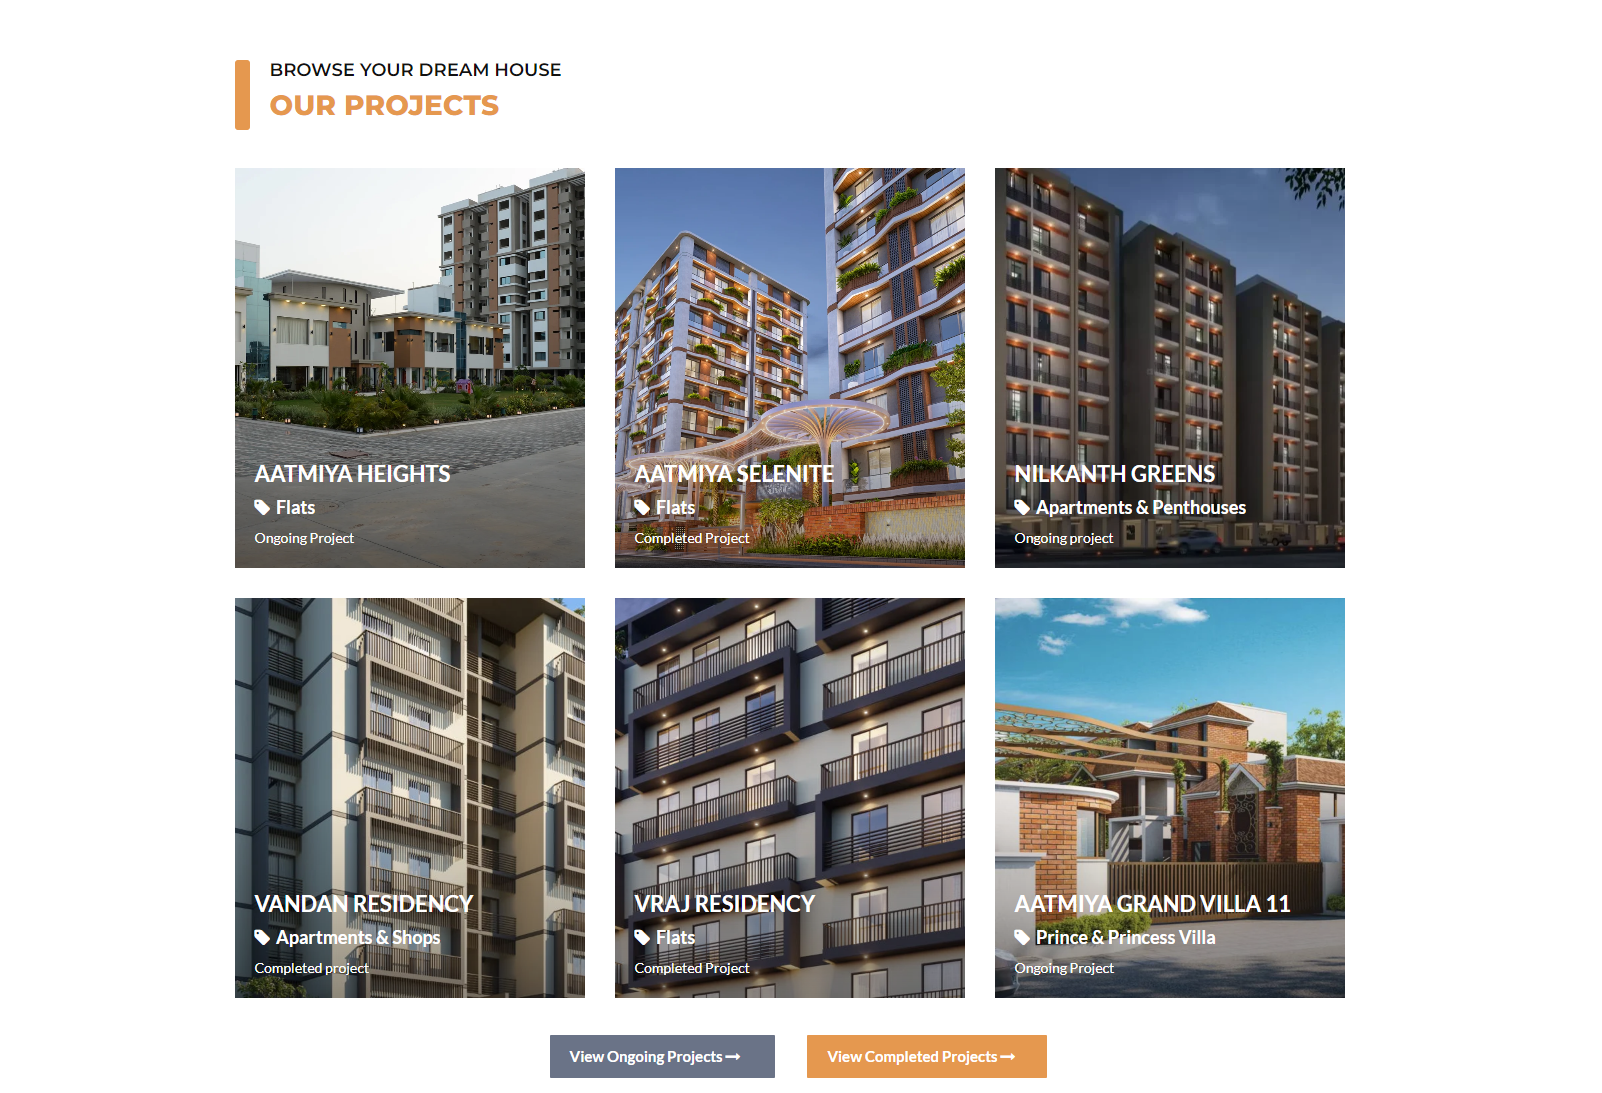 BROWSE YOUR DREAM HOUSE
OUR PROJECTS
AATMIYA HEIGHTS
Flats
Ongoing Project
AATMIYA SELENITE
Flats
Completed Project
NILKANTH GREENS
Apartments & Penthouses
Ongoing project
VANDAN RESIDENCY
Apartments & Shops
Completed project
VRAJ RESIDENCY
Flats
Completed Project
AATMIYA GRAND VILLA 11
Prince & Princess Villa
Ongoing Project
View Ongoing Projects
View Completed Projects